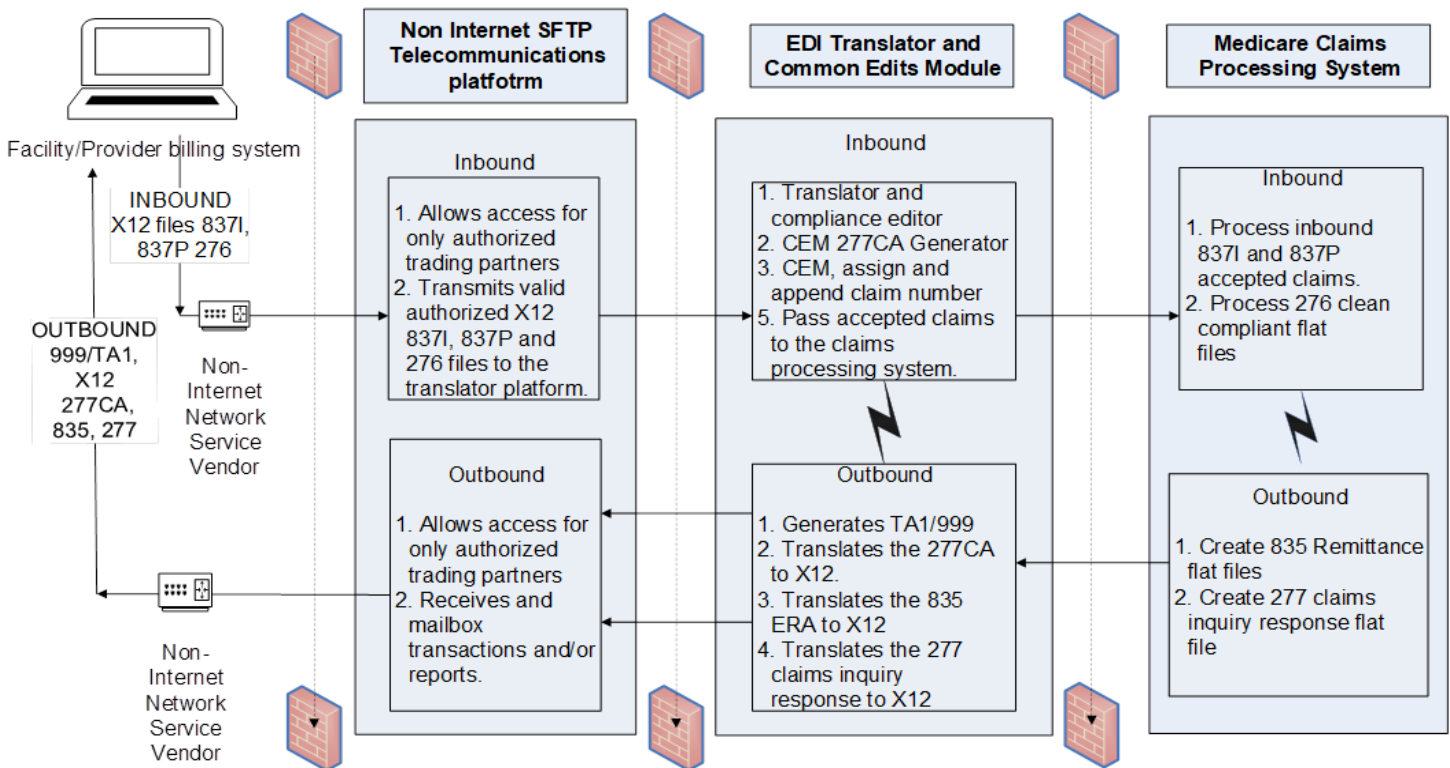 Non Internet SFTP
Telecommunications
platfotrm
EDI Translator and
Common Edits Module
Medicare Claims
Processing System
Facility/Provider billing system
INBOUND
X12 files 837I,
837P 276
OUTBOUND
999/TA1,
X12
277CA,
835, 277
Non-
Internet
Network
Service
Vendor
Non-
Internet
Network
Service
Vendor
Inbound
1. Allows access for
only authorized
trading partners
2. Transmits valid
authorized X12
837I, 837P and
276 files to the
translator platform.
Outbound
1. Allows access for
only authorized
trading partners
2. Receives and
mailbox
transactions and/or
reports.
Inbound
1. Translator and
compliance editor
2. CEM 277CA Generator
3. CEM, assign and
append claim number
5. Pass accepted claims
to the claims
processing system.
Outbound
1. Generates TA1/999
2. Translates the 277CA
to X12.
3. Translates the 835
ERA to X12
4. Translates the 277
claims inquiry
response to X12
Inbound
1. Process inbound
837I and 837P
accepted claims.
2. Process 276 clean
compliant flat
files
Outbound
1. Create 835 Remittance
flat files
2. Create 277 claims
inquiry response flat
file